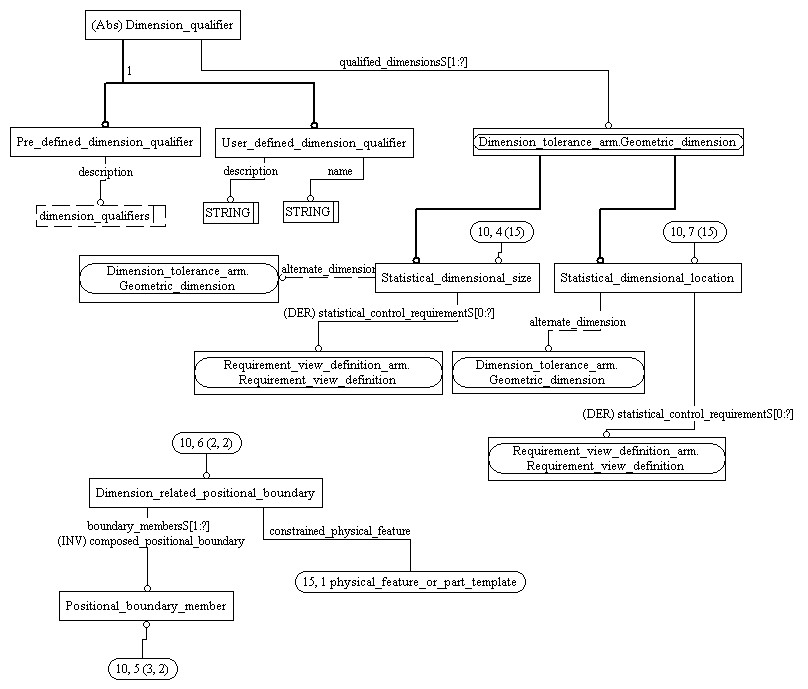 (Abs) Dimension_qualifier
qualified_dimensionsS[1:?]
1
Pre_defined_dimension_qualifier
User_defined_dimension_qualifier
Dimension_tolerance_arm.Geometric_dimension
description
description
name
dimension_qualifiers
STRING
STRING
10, 4 (15)
10, 7 (15)
Dimension_tolerance_arm.
Geometric_dimension
alternate_dimension
Statistical_dimensional_size
Statistical_dimensional_location
(DER) statistical_control_requirementS[0:?]
alternate_dimension
Requirement_view_definition_arm.
Requirement_view_definition
Dimension_tolerance_arm.
Geometric_dimension
(DER) statistical_control_requirementS[0:?]
10, 6 (2, 2)
Requirement_view_definition_arm.
Requirement_view_definition
Dimension_related_positional_boundary
boundary_membersS[1:?]
(INV) composed_positional_boundary
constrained_physical_feature
15, 1 physical_feature_or_part_template
Positional_boundary_member
10, 5 (3, 2)